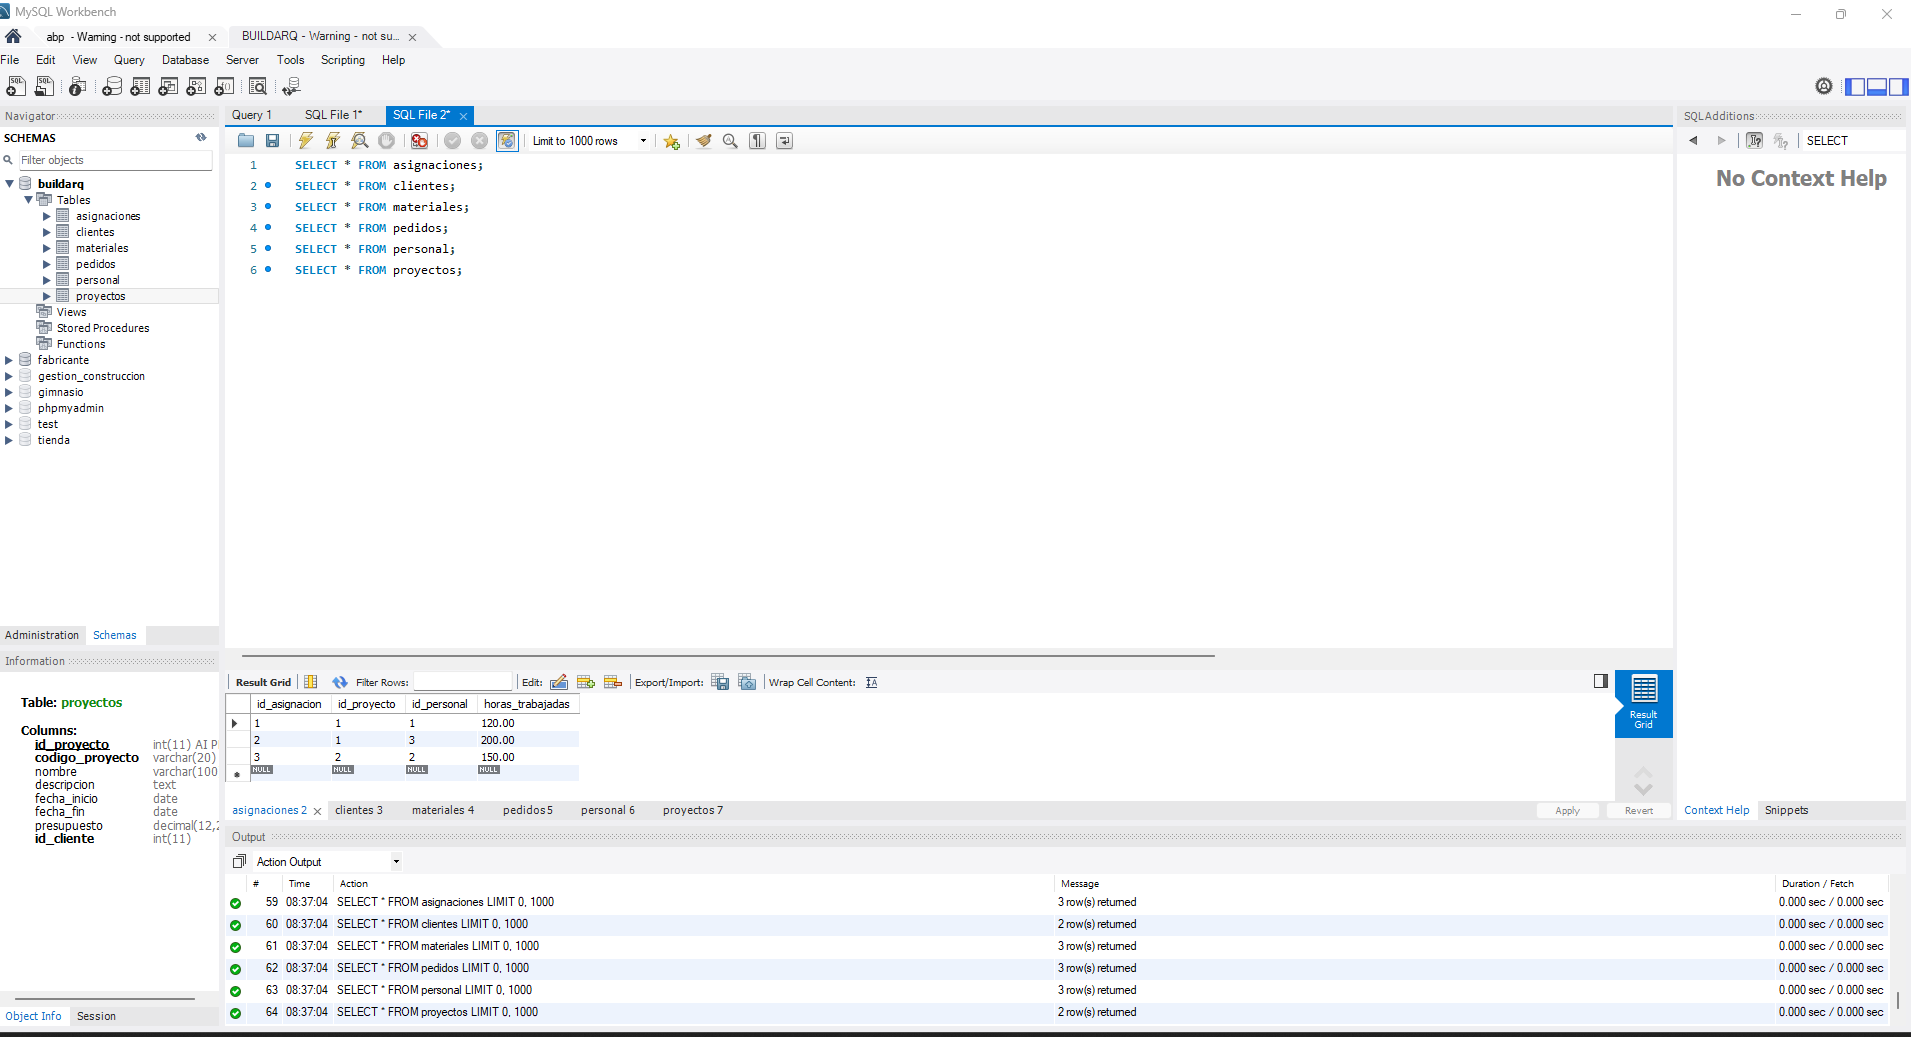 MySQL Workbench
abp - Warning - not supported
BUILDARQ - Warning - not su...
File Edit View Query Database Server Tools Scripting Help
Navigator
SCHEMAS
Filter objects
buildarq
Tables
asignaciones
clientes
materiales
pedidos
personal
proyectos
Views
Stored Procedures
Functions
fabricante
gestion_construccion
gimnasio
phpmyadmin
test
tienda
Administration Schemas
Information
Table: proyectos
Columns:
id_proyecto int(11) AI P
codigo_proyecto varchar(20)
nombre varchar(100
descripcion text
fecha_inicio date
fecha_fin date
presupuesto decimal(12,2
id_cliente int(11)
Object Info Session
Query 1 SQL File 1* SQL File 2*
Limit to 1000 rows
1 SELECT * FROM asignaciones;
2 SELECT * FROM clientes;
3 SELECT * FROM materiales;
4 SELECT * FROM pedidos;
5 SELECT * FROM personal;
6 SELECT * FROM proyectos;
Result Grid Filter Rows: Edit: Export/Import: Wrap Cell Content:
id_asignacion id_proyecto id_personal horas_trabajadas
1 1 1 120.00
2 1 3 200.00
3 2 2 150.00
NULL NULL NULL NULL
Result
Grid
asignaciones 2 clientes 3 materiales 4 pedidos5 personal 6 proyectos 7
Apply Revert
SQLAdditions
SELECT
No Context Help
Context Help Snippets
Output
Action Output
# Time Action Message Duration / Fetch
59 08:37:04 SELECT * FROM asignaciones LIMIT 0, 1000 3 row(s) returned 0.000 sec / 0.000 sec
60 08:37:04 SELECT * FROM clientes LIMIT 0, 1000 2 row(s) returned 0.000 sec / 0.000 sec
61 08:37:04 SELECT * FROM materiales LIMIT 0, 1000 3 row(s) returned 0.000 sec / 0.000 sec
62 08:37:04 SELECT * FROM pedidos LIMIT 0, 1000 3 row(s) returned 0.000 sec / 0.000 sec
63 08:37:04 SELECT * FROM personal LIMIT 0, 1000 3 row(s) returned 0.000 sec / 0.000 sec
64 08:37:04 SELECT * FROM proyectos LIMIT 0, 1000 2 row(s) returned 0.000 sec / 0.000 sec